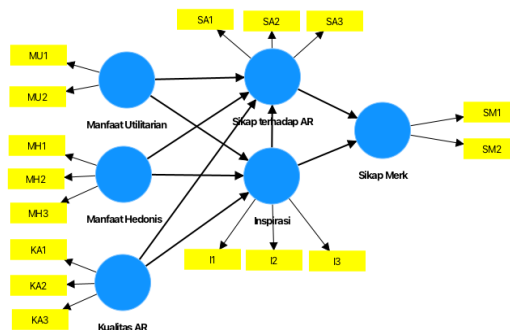 SA1
SA2
SA3
MU1
MU2
Manfaat Utilitarian
Sikap terhadap AR
SM1
SM2
Sikap Merk
MH1
MH2
MH3
Manfaat Hedonis
Inspirasi
I1
I2
I3
KA1
KA2
KA3
Kualitas AR